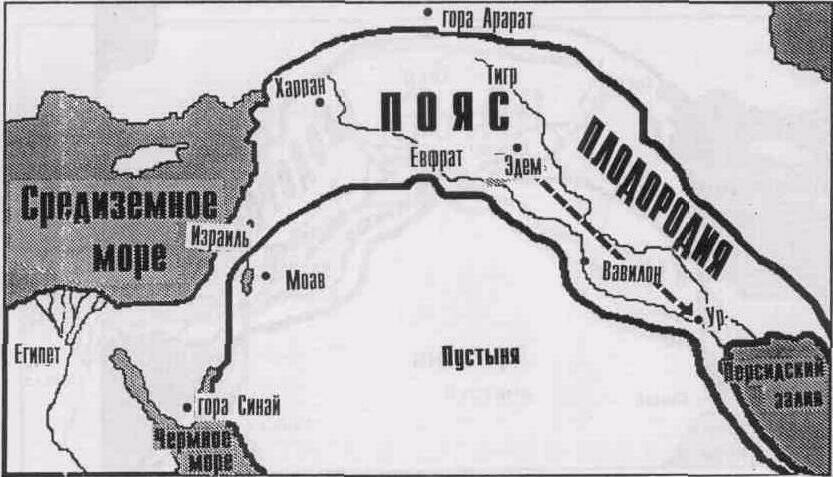 гора Арарат
Тигр
Харран
ПОЯС
ПЛОДОРОДИЯ
Евфрат
Эдем
Средиземное
море
Израиль
Моав
Вавилон
Ур
Египет
Пустыня
Персидский
залив
гора Синай
Чермное
море